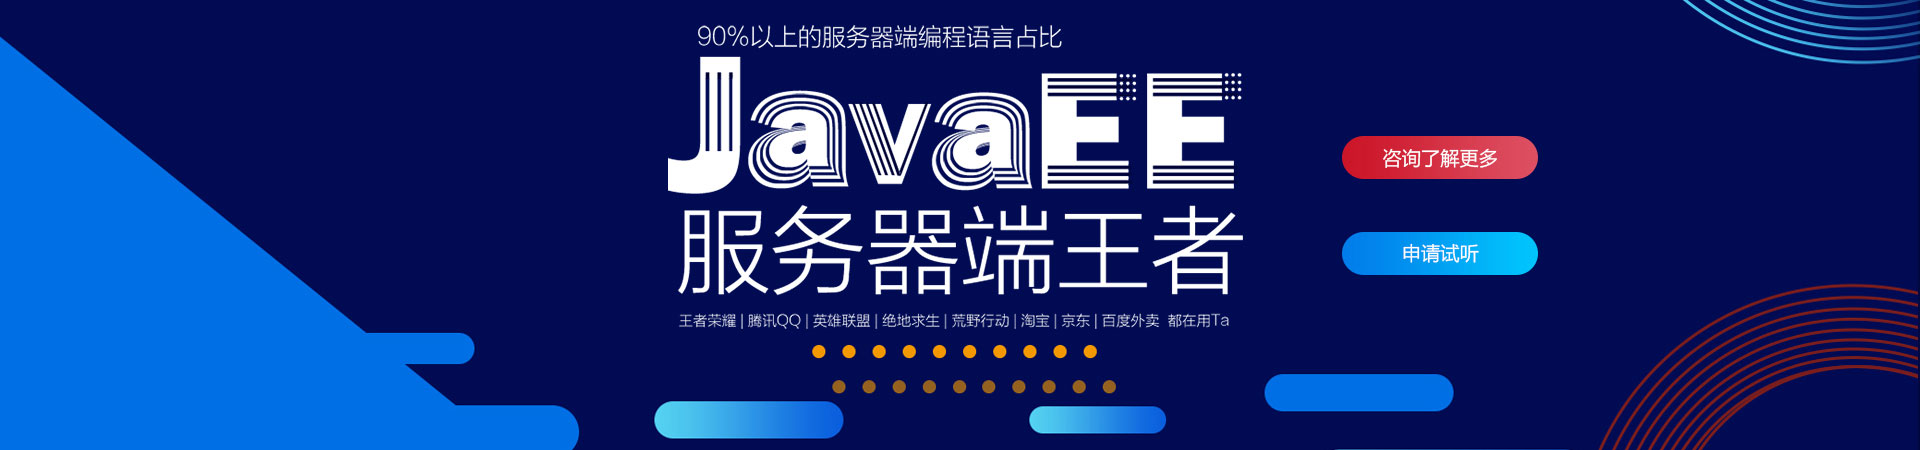 90%以上的服务器端编程语言占比
JavaEE
服务器端王者
王者荣耀 | 腾讯QQ | 英雄联盟 | 绝地求生 | 荒野行动 | 淘宝 | 京东 | 百度外卖 都在用Ta
咨询了解更多
申请试听